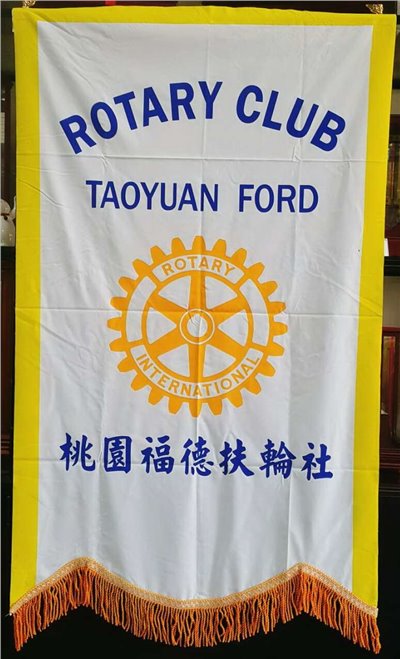 ROTARY CLUB
TAOYUAN FORD
ROTARY
INTERNATIONAL
桃園福德扶輪社